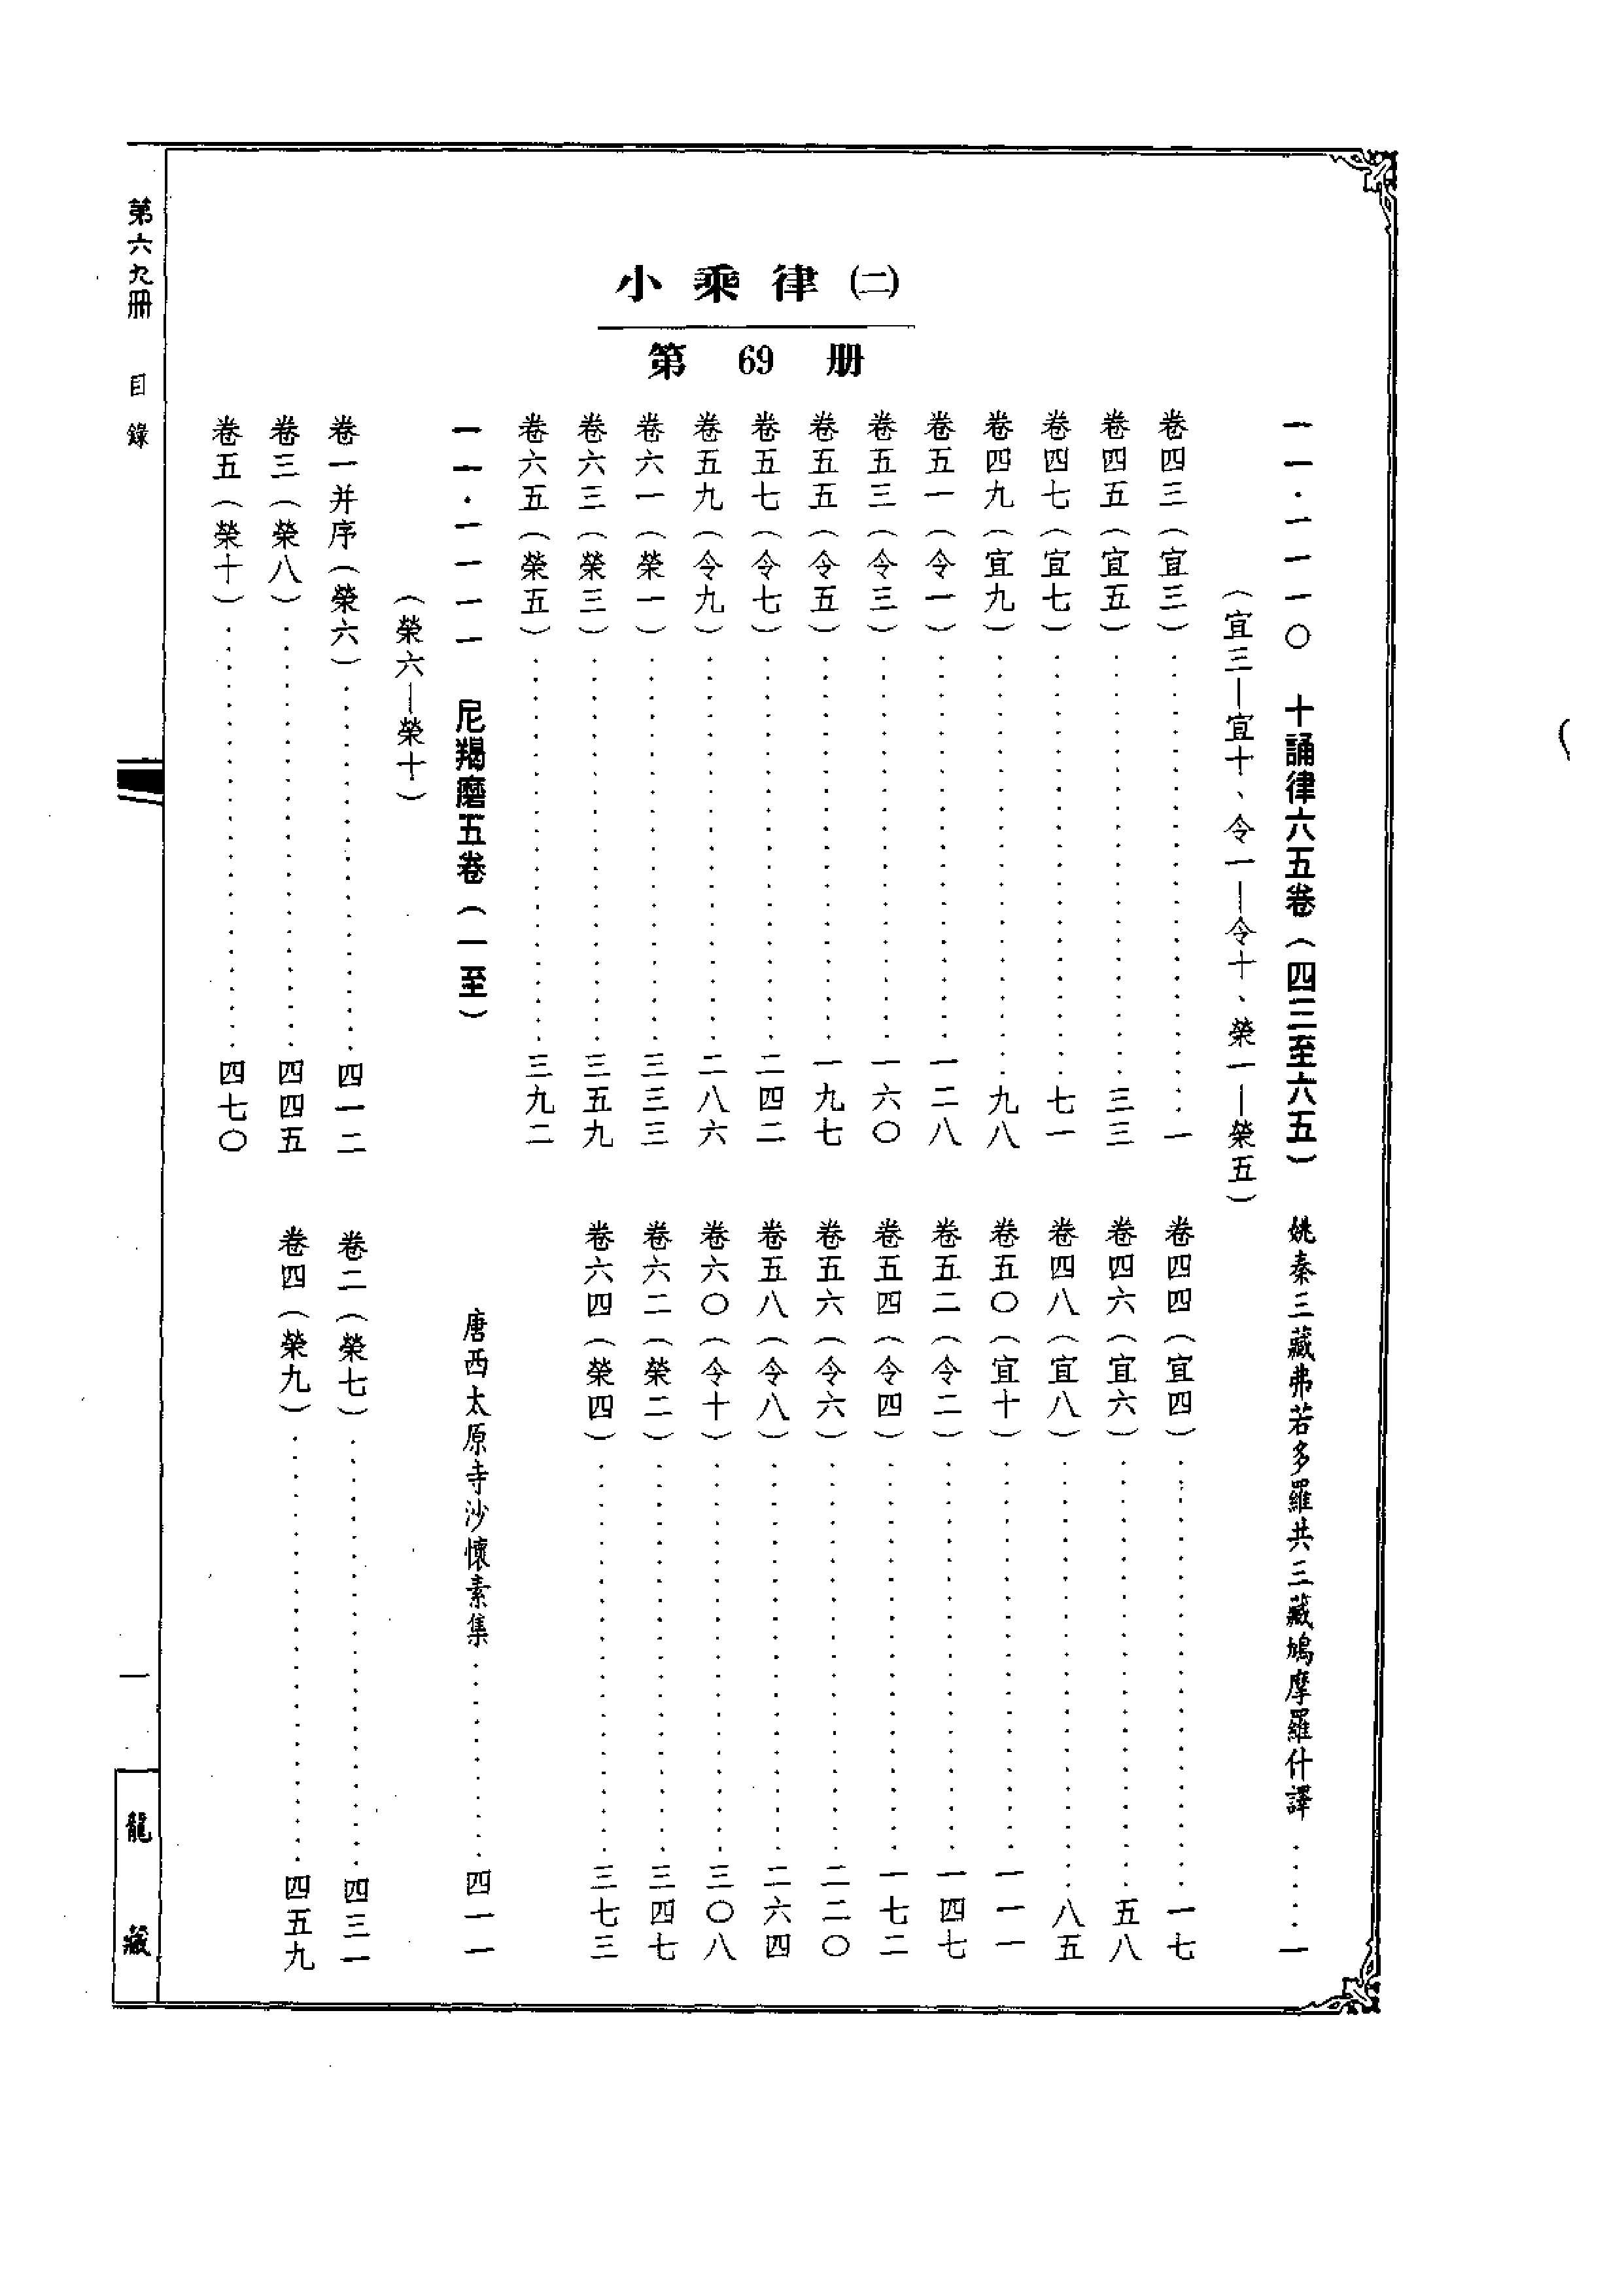 小乘律㈡
第 69 册
一一·一一一〇 十誦律六五卷(四三至六五) 姚秦三藏弗若多羅共三藏鳩摩羅什譯……一
(宜三—宜十、令一—令十、榮一—榮五)
卷四三(宜三)……一 卷四四(宜四)……一七
卷四五(宜五)……三三 卷四六(宜六)……五八
卷四七(宜七)……七一 卷四八(宜八)……八五
卷四九(宜九)……九八 卷五〇(宜十)……一一一
卷五一(令一)……一二八 卷五二(令二)……一四七
卷五三(令三)……一六〇 卷五四(令四)……一七二
卷五五(令五)……一九七 卷五六(令六)……二二〇
卷五七(令七)……二四二 卷五八(令八)……二六四
卷五九(令九)……二八六 卷六〇(令十)……三〇八
卷六一(榮一)……三三三 卷六二(榮二)……三四七
卷六三(榮三)……三五九 卷六四(榮四)……三七三
卷六五(榮五)……三九二
一一·一一一一 尼羯磨五卷(一至) 唐西太原寺沙懷素集……四一一
(榮六—榮十)
卷一并序(榮六)……四一二 卷二(榮七)……四三一
卷三(榮八)……四四五 卷四(榮九)……四五九
卷五(榮十)……四七〇
第六九冊 目錄
一
龍藏